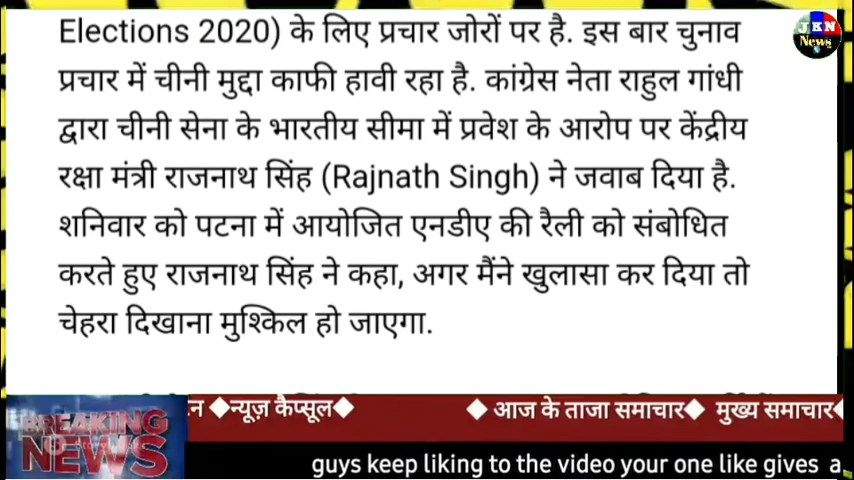 Elections 2020) के लिए प्रचार जोरों पर है. इस बार चुनाव
प्रचार में चीनी मुद्दा काफी हावी रहा है. कांग्रेस नेता राहुल गांधी
द्वारा चीनी सेना के भारतीय सीमा में प्रवेश के आरोप पर केंद्रीय
रक्षा मंत्री राजनाथ सिंह (Rajnath Singh) ने जवाब दिया है.
शनिवार को पटना में आयोजित एनडीए की रैली को संबोधित
करते हुए राजनाथ सिंह ने कहा, अगर मैंने खुलासा कर दिया तो
चेहरा दिखाना मुश्किल हो जाएगा.
JKN
News
◆न्यूज़ कैप्सूल◆ ◆ आज के ताजा समाचार◆ मुख्य समाचार◆
BREAKING
NEWS
guys keep liking to the video your one like gives a